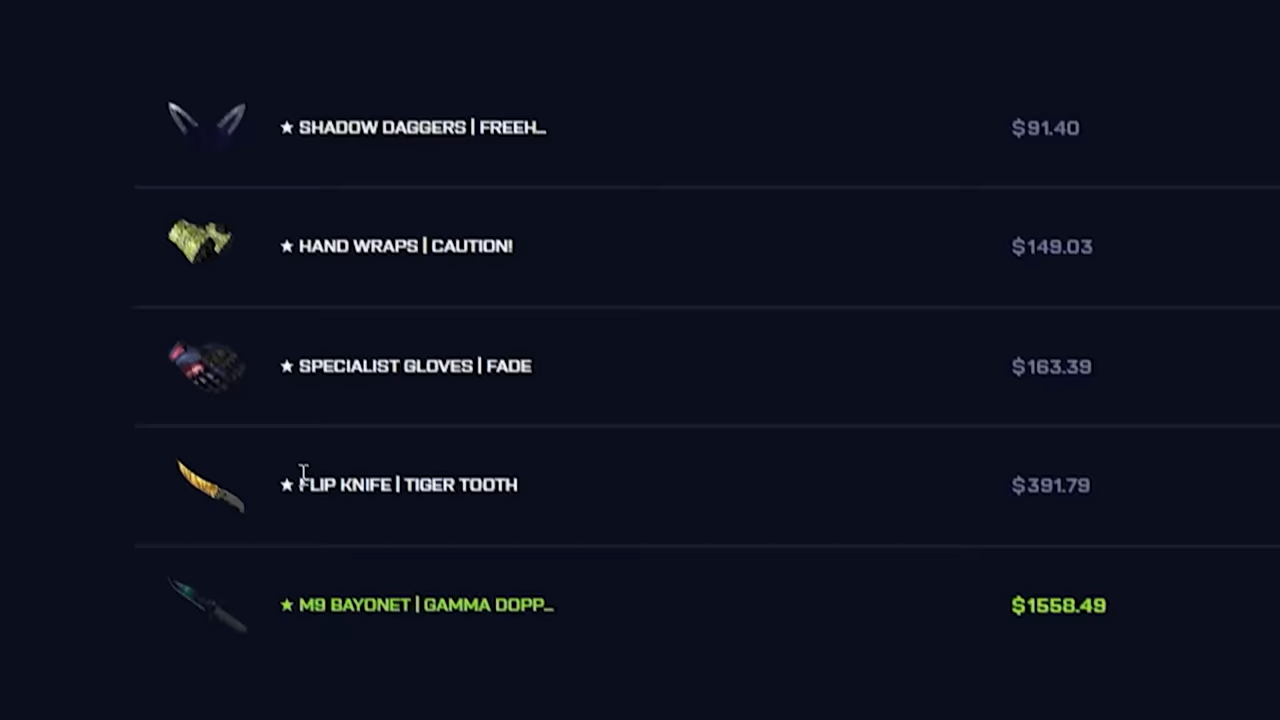 ★ SHADOW DAGGERS | FREEH... $91.40
★ HAND WRAPS | CAUTION! $149.03
★ SPECIALIST GLOVES | FADE $163.39
★ FLIP KNIFE | TIGER TOOTH $391.79
★ M9 BAYONET | GAMMA DOPP... $1558.49